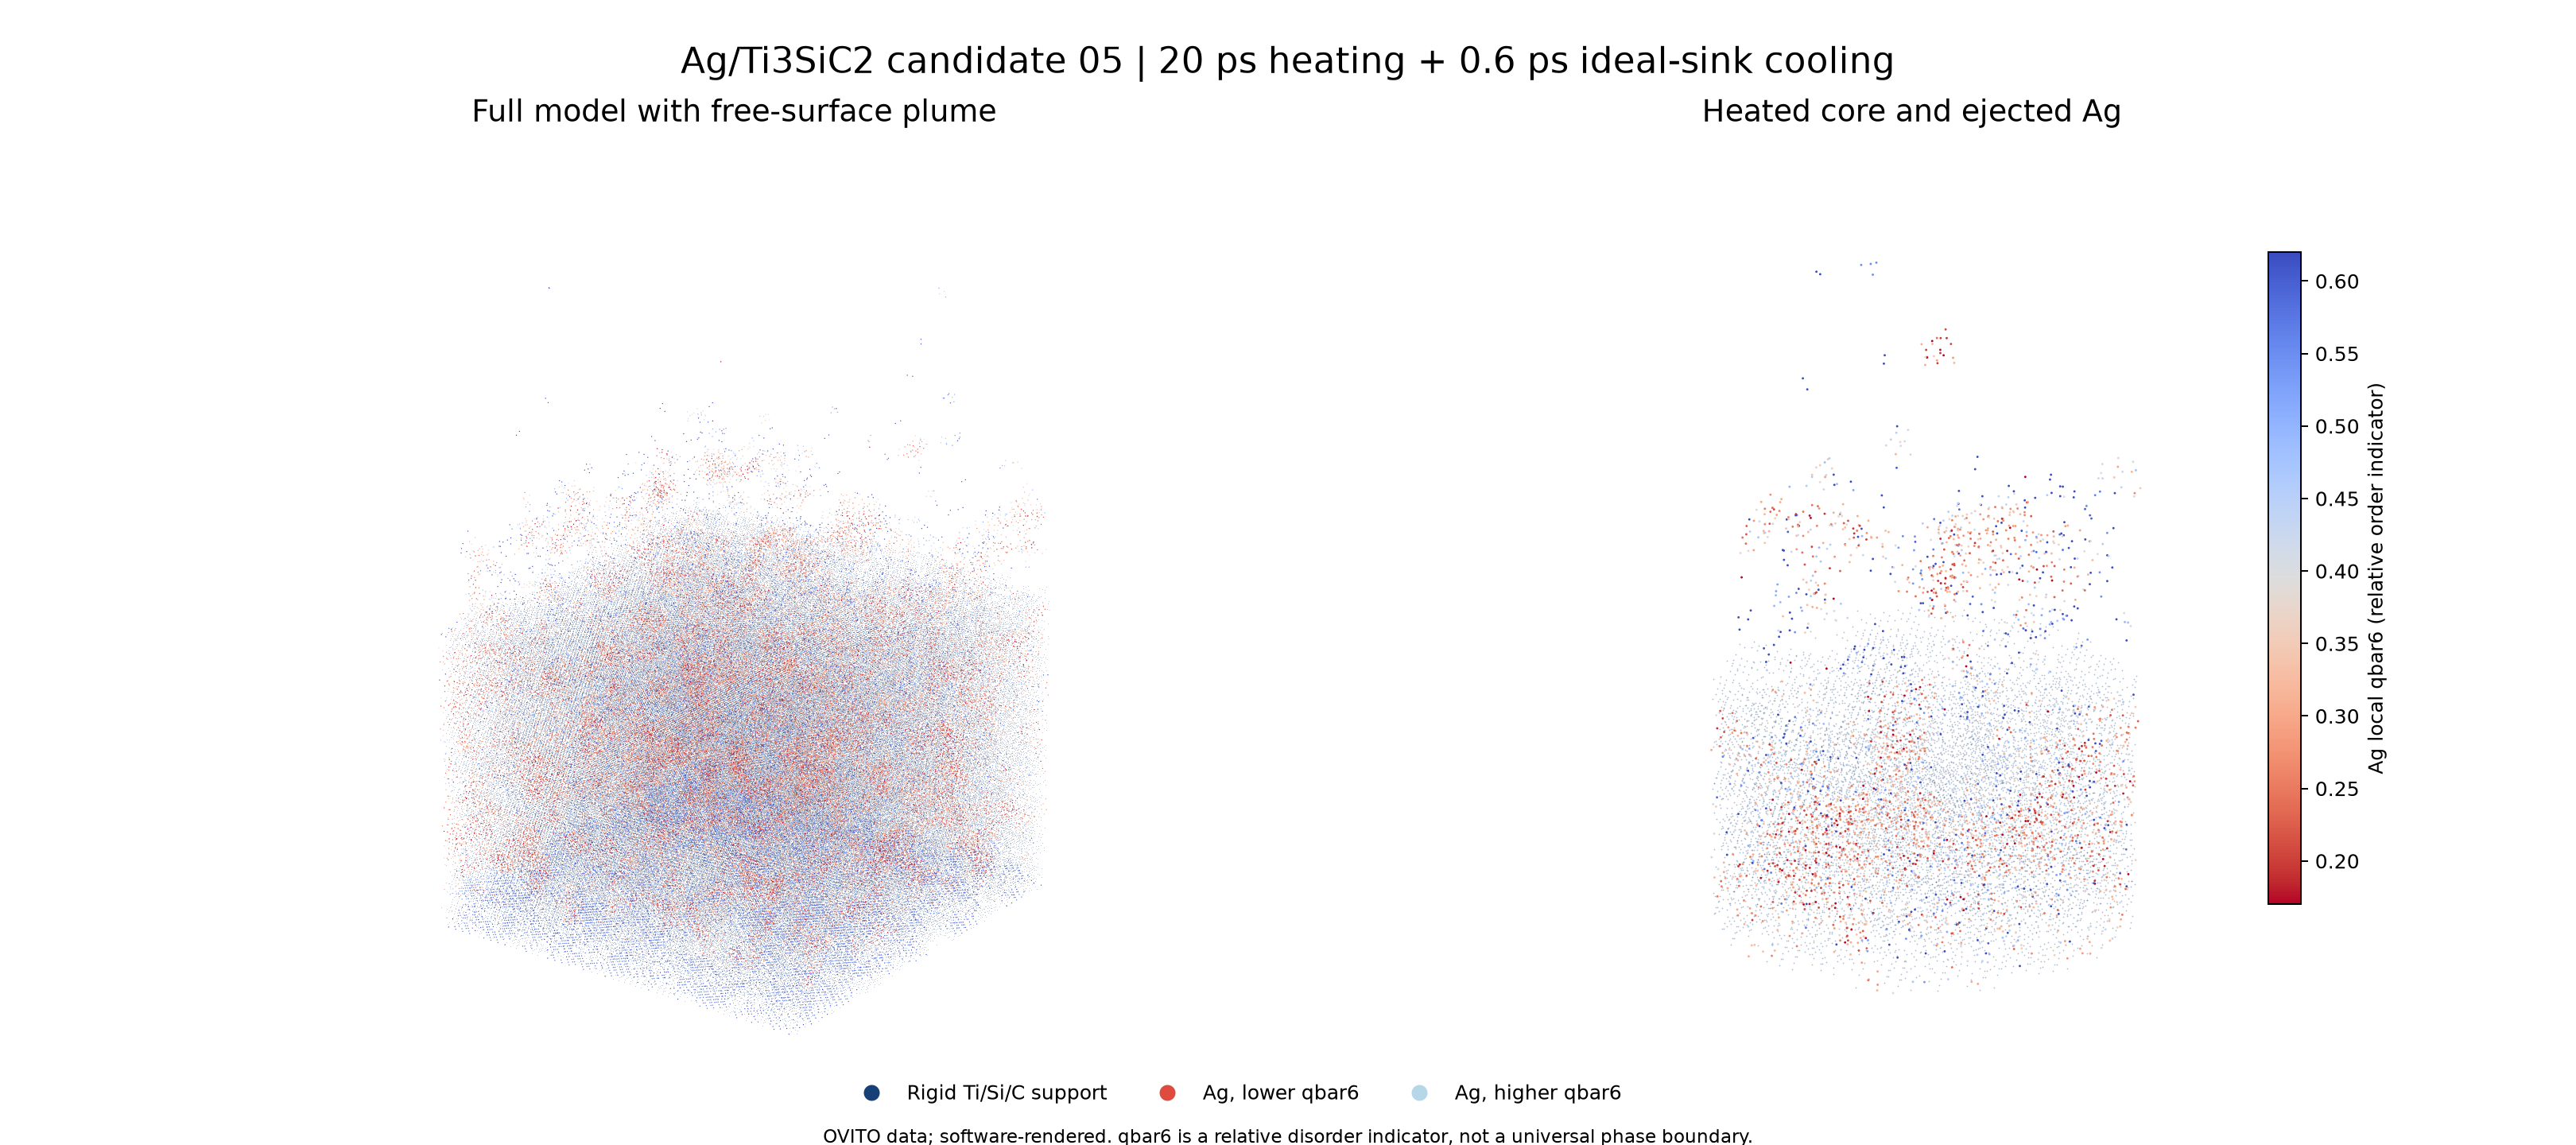 Ag/Ti3SiC2 candidate 05 | 20 ps heating + 0.6 ps ideal-sink cooling
Full model with free-surface plume
Heated core and ejected Ag
0.60
0.55
0.50
0.45
0.40
0.35
0.30
0.25
0.20
Ag local qbar6 (relative order indicator)
Rigid Ti/Si/C support
Ag, lower qbar6
Ag, higher qbar6
OVITO data; software-rendered. qbar6 is a relative disorder indicator, not a universal phase boundary.